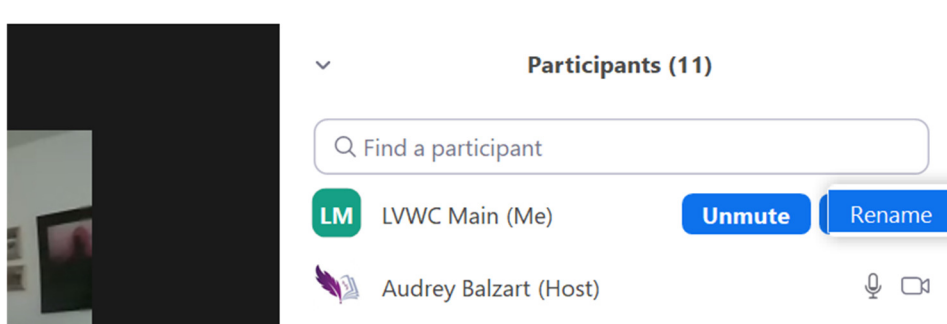 Participants (11)
Find a participant
LM LVWC Main (Me) Unmute Rename
Audrey Balzart (Host)